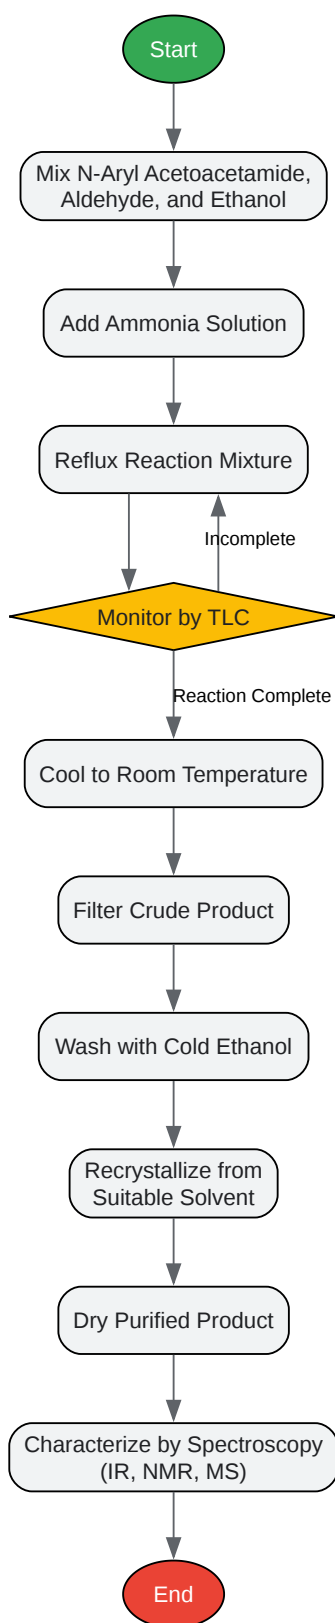 Start
Mix N-Aryl Acetoacetamide,
Aldehyde, and Ethanol
Add Ammonia Solution
Reflux Reaction Mixture
Incomplete
Monitor by TLC
Reaction Complete
Cool to Room Temperature
Filter Crude Product
Wash with Cold Ethanol
Recrystallize from
Suitable Solvent
Dry Purified Product
Characterize by Spectroscopy
(IR, NMR, MS)
End